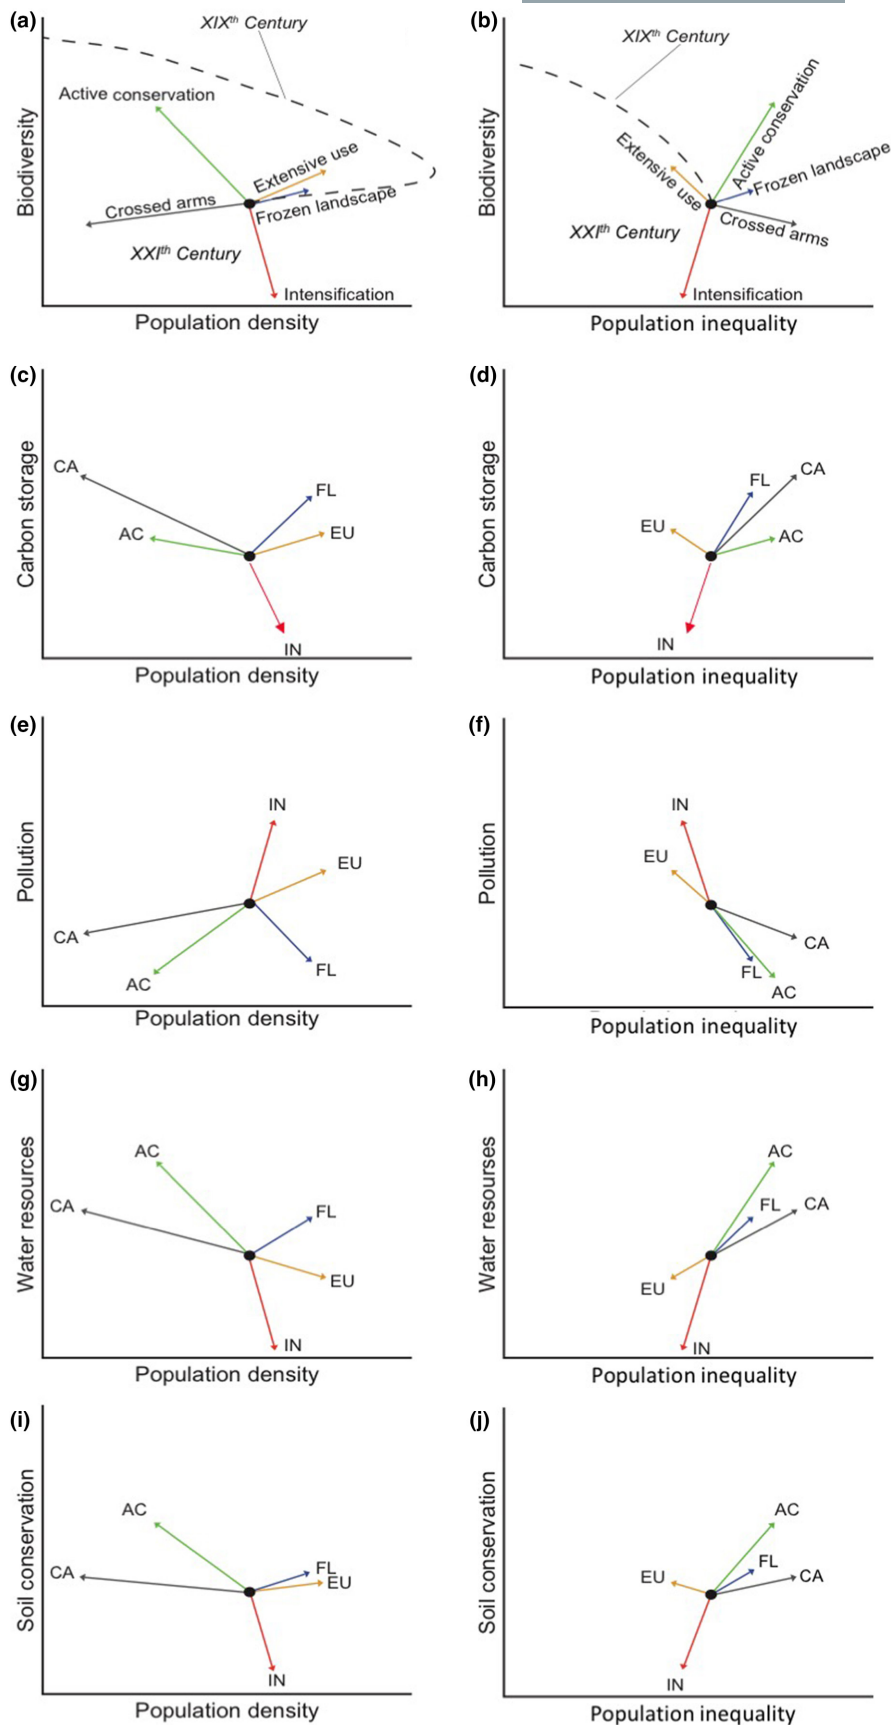 (a)
XIXth Century
Biodiversity
Active conservation
Extensive use
Crossed arms
Frozen landscape
XXIth Century
Intensification
Population density
(b)
XIXth Century
Biodiversity
Active conservation
Extensive use
Frozen landscape
Crossed arms
XXIth Century
Intensification
Population inequality
(c)
Carbon storage
CA
FL
AC
EU
IN
Population density
(d)
Carbon storage
FL
CA
EU
AC
IN
Population inequality
(e)
Pollution
IN
EU
CA
FL
AC
Population density
(f)
Pollution
IN
EU
CA
FL
AC
Population inequality
(g)
Water resources
AC
CA
FL
EU
IN
Population density
(h)
Water resourses
AC
FL
CA
EU
IN
Population inequality
(i)
Soil conservation
AC
CA
FL
EU
IN
Population density
(j)
Soil conservation
AC
FL
EU
CA
IN
Population inequality